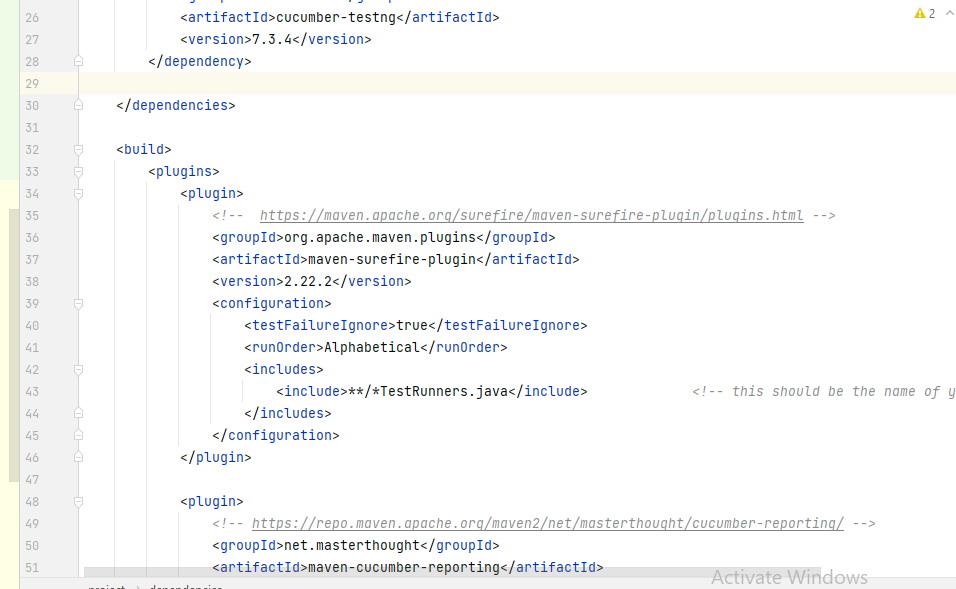 26 <artifactId>cucumber-testng</artifactId>
2
27 <version>7.3.4</version>
28 </dependency>
29
30 </dependencies>
31
32 <build>
33 <plugins>
34 <plugin>
35 <!--  https://maven.apache.org/surefire/maven-surefire-plugin/plugins.html -->
36 <groupId>org.apache.maven.plugins</groupId>
37 <artifactId>maven-surefire-plugin</artifactId>
38 <version>2.22.2</version>
39 <configuration>
40 <testFailureIgnore>true</testFailureIgnore>
41 <runOrder>Alphabetical</runOrder>
42 <includes>
43 <include>**/*TestRunners.java</include> <!-- this should be the name of y
44 </includes>
45 </configuration>
46 </plugin>
47
48 <plugin>
49 <!-- https://repo.maven.apache.org/maven2/net/masterthought/cucumber-reporting/ -->
50 <groupId>net.masterthought</groupId>
51 <artifactId>maven-cucumber-reporting</artifactId>
Activate Windows
project › dependencies